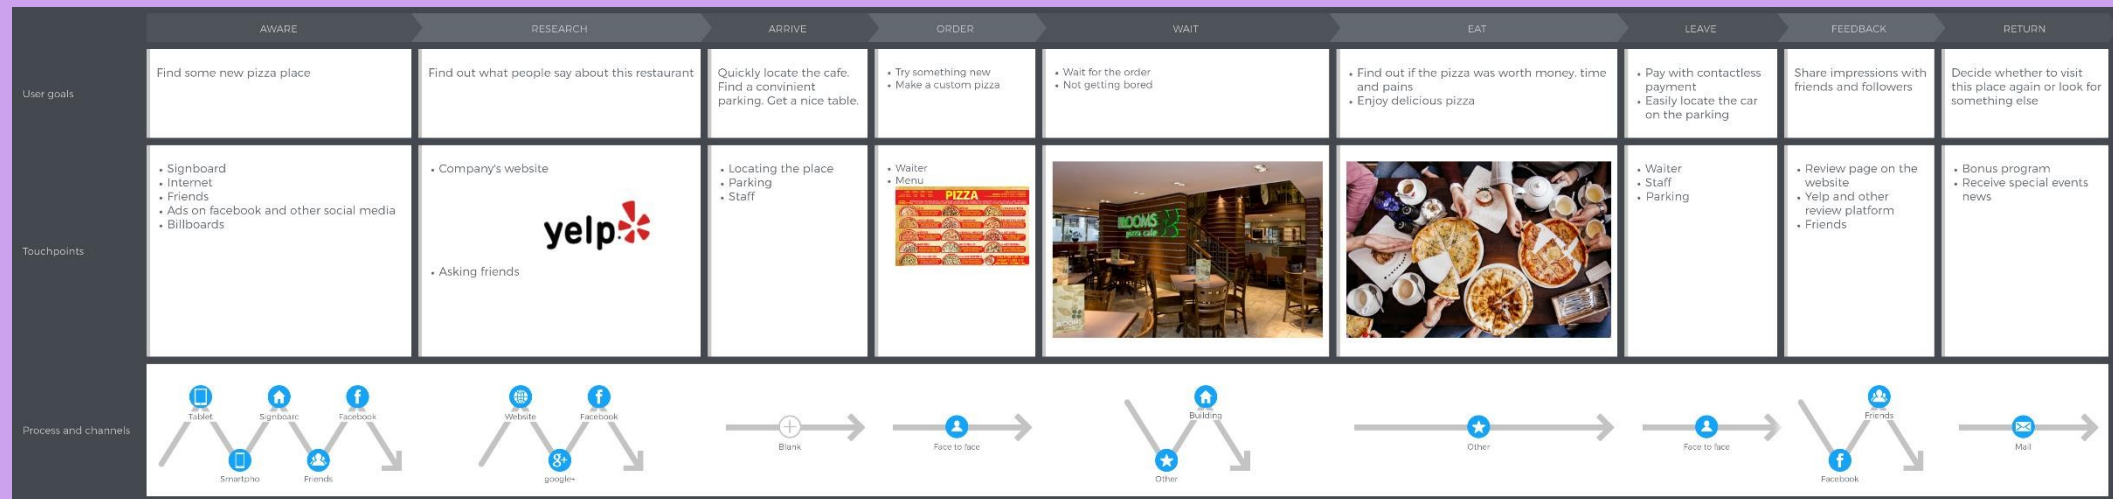 AWARE
RESEARCH
ARRIVE
ORDER
WAIT
EAT
LEAVE
FEEDBACK
RETURN
User goals
Find some new pizza place
Find out what people say about this restaurant
Quickly locate the cafe.
Find a convinient
parking. Get a nice table.
• Try something new
• Make a custom pizza
• Wait for the order
• Not getting bored
• Find out if the pizza was worth money. time
and pains
• Enjoy delicious pizza
• Pay with contactless
payment
• Easily locate the car
on the parking
Share impressions with
friends and followers
Decide whether to visit
this place again or look for
something else
Touchpoints
• Signboard
• Internet
• Friends
• Ads on facebook and other social media
• Billboards
• Company's website
yelp
• Asking friends
• Locating the place
• Parking
• Staff
• Waiter
• Menu
PIZZA
BLOOMS
pizza cafe
• Waiter
• Staff
• Parking
• Review page on the
website
• Yelp and other
review platform
• Friends
• Bonus program
• Receive special events
news
Process and channels
Tablet
Signboarc
Facebook
Smartpho
Friends
Website
Facebook
google+
Blank
Face to face
Building
Other
Other
Face to face
Friends
Facebook
Mail